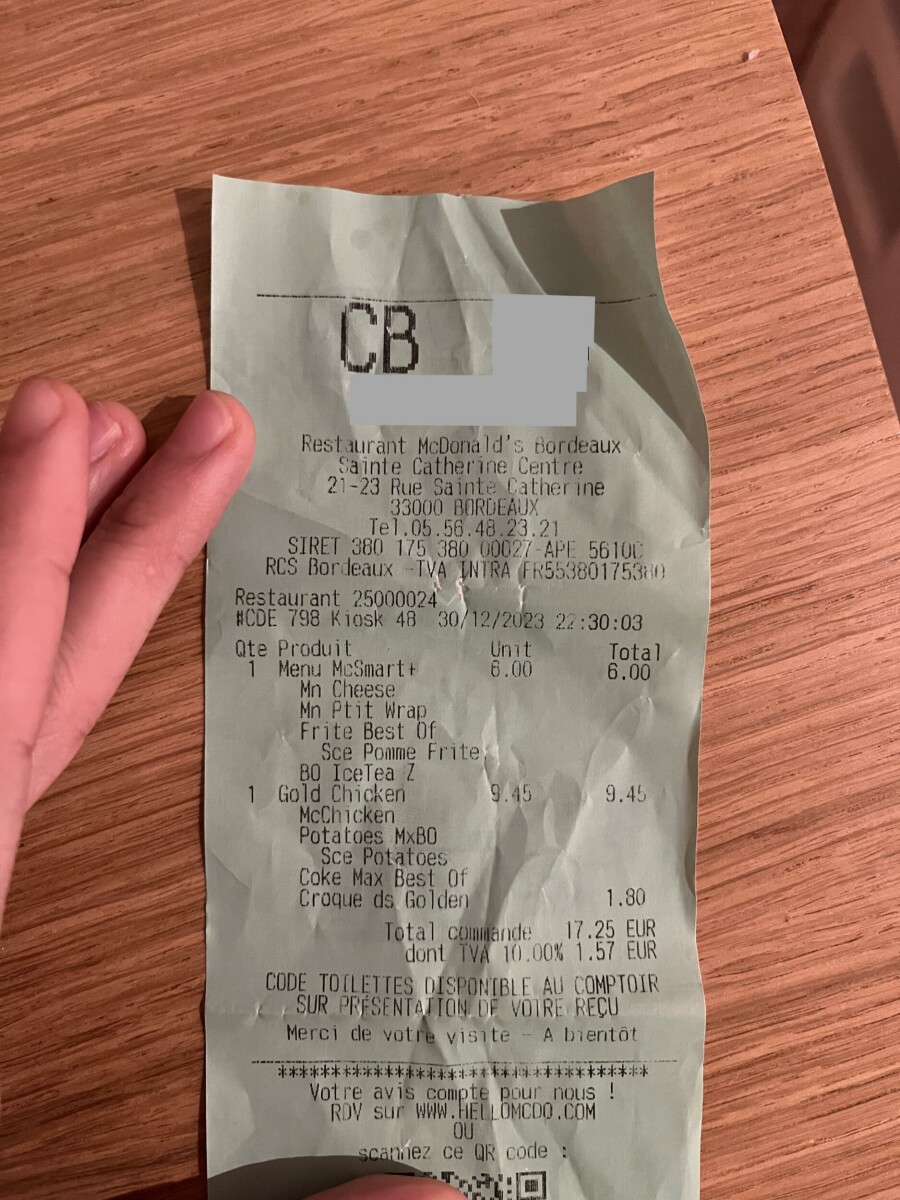 CB
Restaurant McDonald's Bordeaux
Sainte Catherine Centre
21-23 Rue Sainte Catherine
33000 BORDEAUX
Tel.05.56.48.23.21
SIRET 380 175 380 00027-APE 5610C
RCS Bordeaux -TVA INTRA FR55380175380
Restaurant 25000024
#CDE 798 Kiosk 48 30/12/2023 22:30:03
Qte Produit Unit Total
1 Menu McSmart+ 6.00 6.00
Mn Cheese
Mn Ptit Wrap
Frite Best Of
Sce Pomme Frite
BO IceTea Z
1 Gold Chicken 9.45 9.45
McChicken
Potatoes MxBO
Sce Potatoes
Coke Max Best Of
Croque ds Golden 1.80
Total commande 17.25 EUR
dont TVA 10.00% 1.57 EUR
CODE TOILETTES DISPONIBLE AU COMPTOIR
SUR PRÉSENTATION DE VOTRE REÇU
Merci de votre visite - A bientôt
***********************************
Votre avis compte pour nous !
RDV sur WWW.HELLOMCDO.COM
OU
scannez ce QR code :